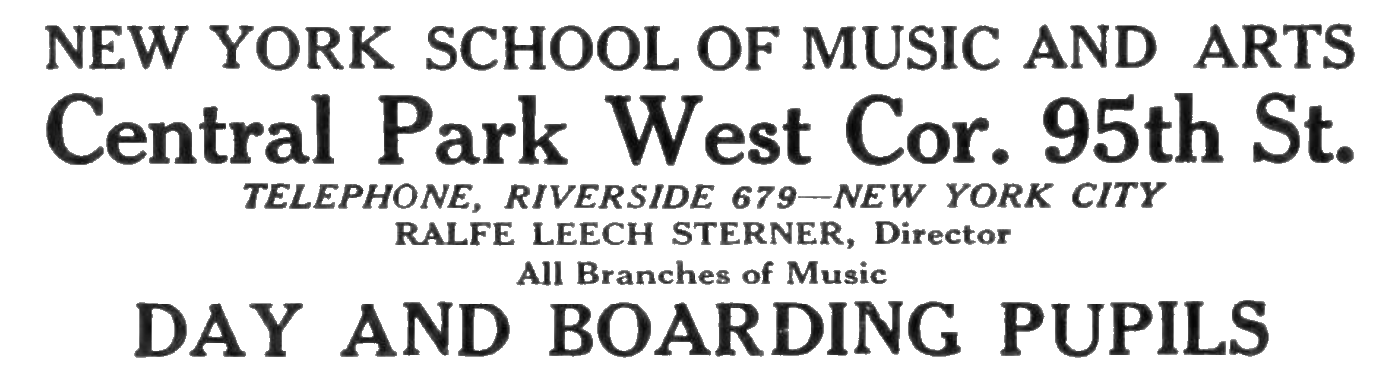 NEW YORK SCHOOL OF MUSIC AND ARTS
Central Park West Cor. 95th St.
TELEPHONE, RIVERSIDE 679—NEW YORK CITY
RALFE LEECH STERNER, Director
All Branches of Music
DAY AND BOARDING PUPILS